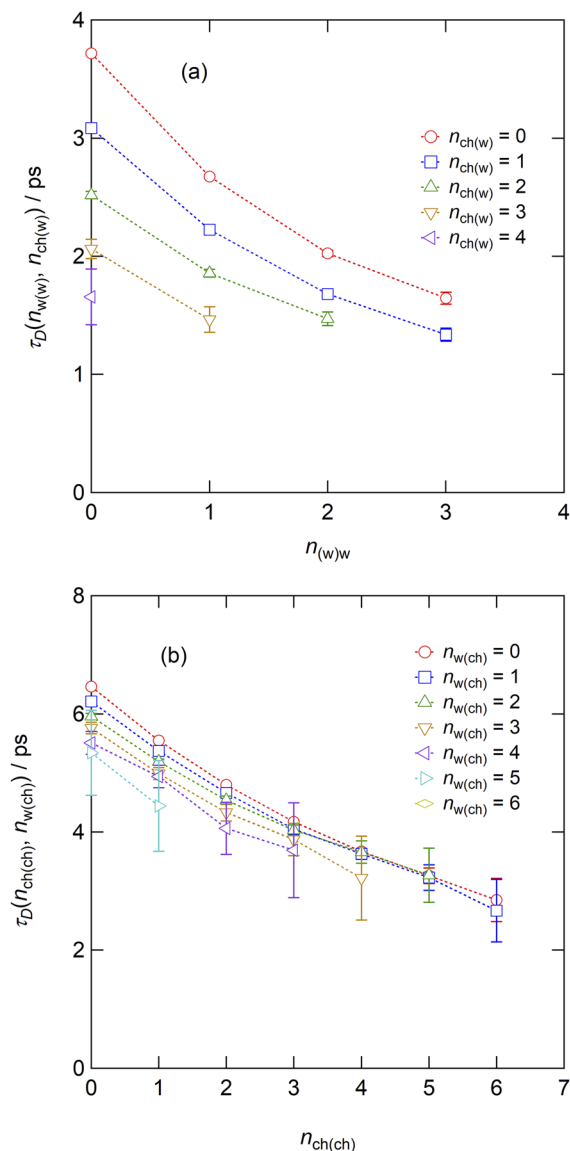 4
(a)
n_ch(w) = 0
n_ch(w) = 1
n_ch(w) = 2
n_ch(w) = 3
n_ch(w) = 4
3
2
1
0
τ_D(n_w(w), n_ch(w)) / ps
0 1 2 3 4
n_(w)w
8
(b)
n_w(ch) = 0
n_w(ch) = 1
n_w(ch) = 2
n_w(ch) = 3
n_w(ch) = 4
n_w(ch) = 5
n_w(ch) = 6
6
4
2
0
τ_D(n_ch(ch), n_w(ch)) / ps
0 1 2 3 4 5 6 7
n_ch(ch)